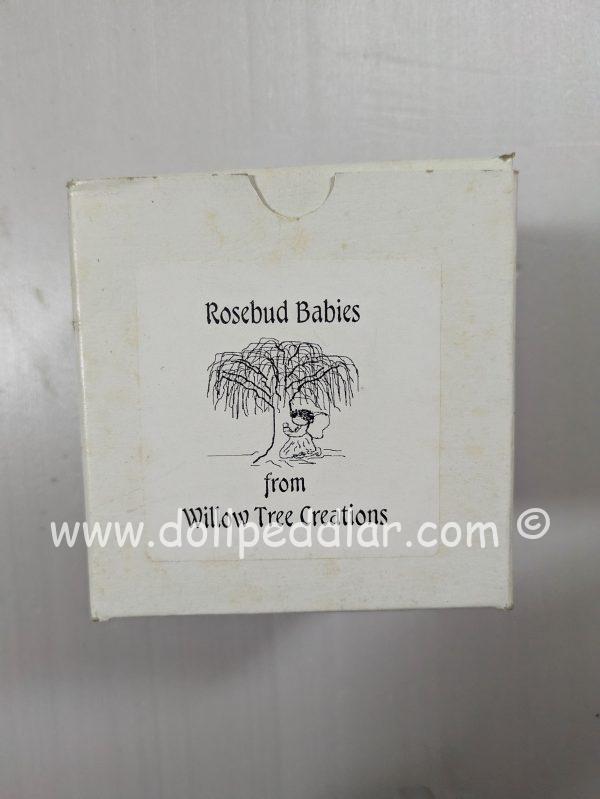 Rosebud Babies
from
Willow Tree Creations
www.dollpeddlar.com ©